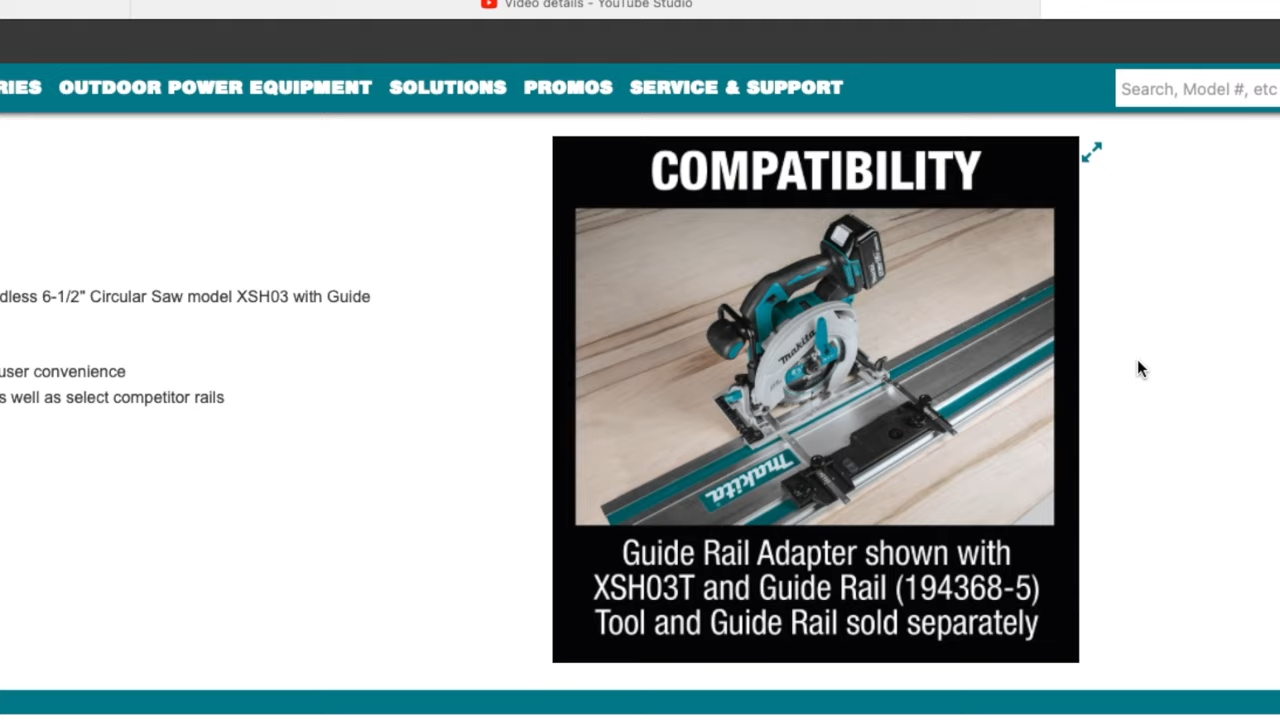 Video details - YouTube Studio
RIES OUTDOOR POWER EQUIPMENT SOLUTIONS PROMOS SERVICE & SUPPORT
Search, Model #, etc
COMPATIBILITY
dless 6-1/2" Circular Saw model XSH03 with Guide
user convenience
s well as select competitor rails
makita
makita
Guide Rail Adapter shown with
XSH03T and Guide Rail (194368-5)
Tool and Guide Rail sold separately